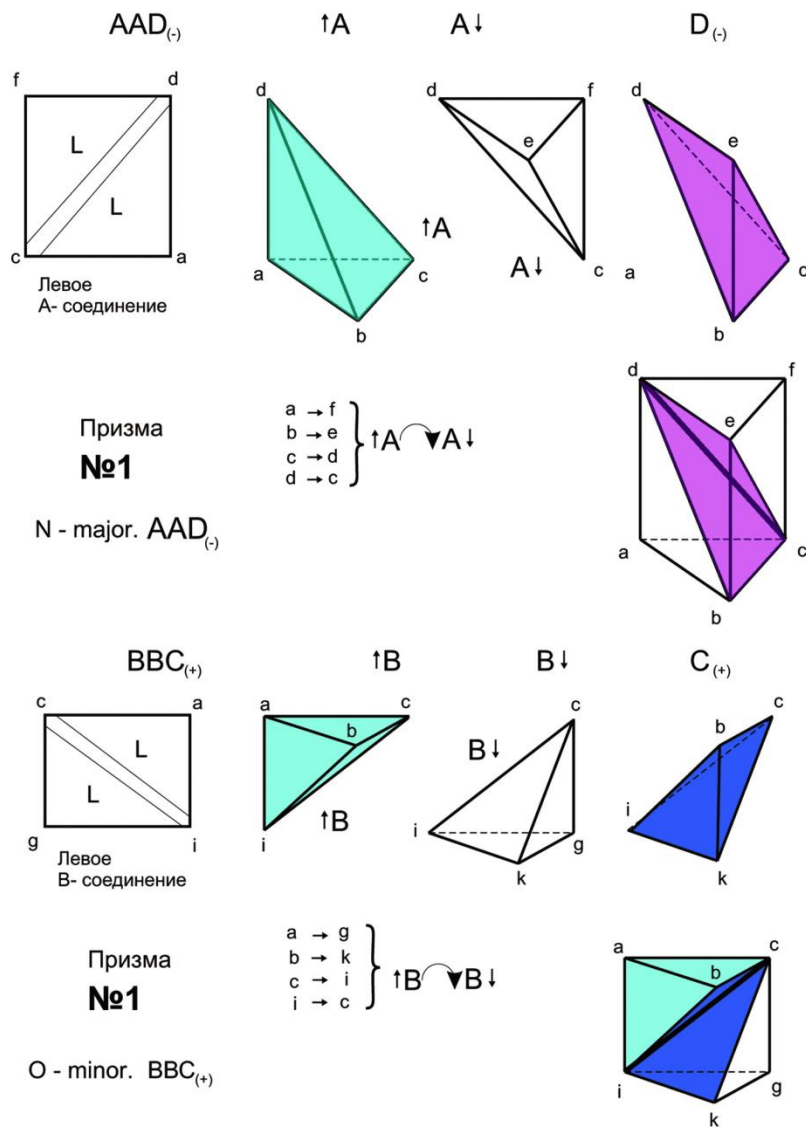 AAD(-) ↑A A↓ D(-)
f d d d f d
e e
L
L
↑A
c a a c A↓ c a c
Левое
А- соединение
b b
d f
e
Призма
№1
a → f
b → e
c → d
d → c
↑A A↓
N - major. AAD(-)
a c
b
BBC(+) ↑B B↓ C(+)
c a a c c c
b b
L
L
B↓
↑B
i i
g i i g
k k
Левое
В- соединение
Призма
№1
a → g
b → k
c → i
i → c
↑B B↓
a c
b
O - minor. BBC(+)
i g
k